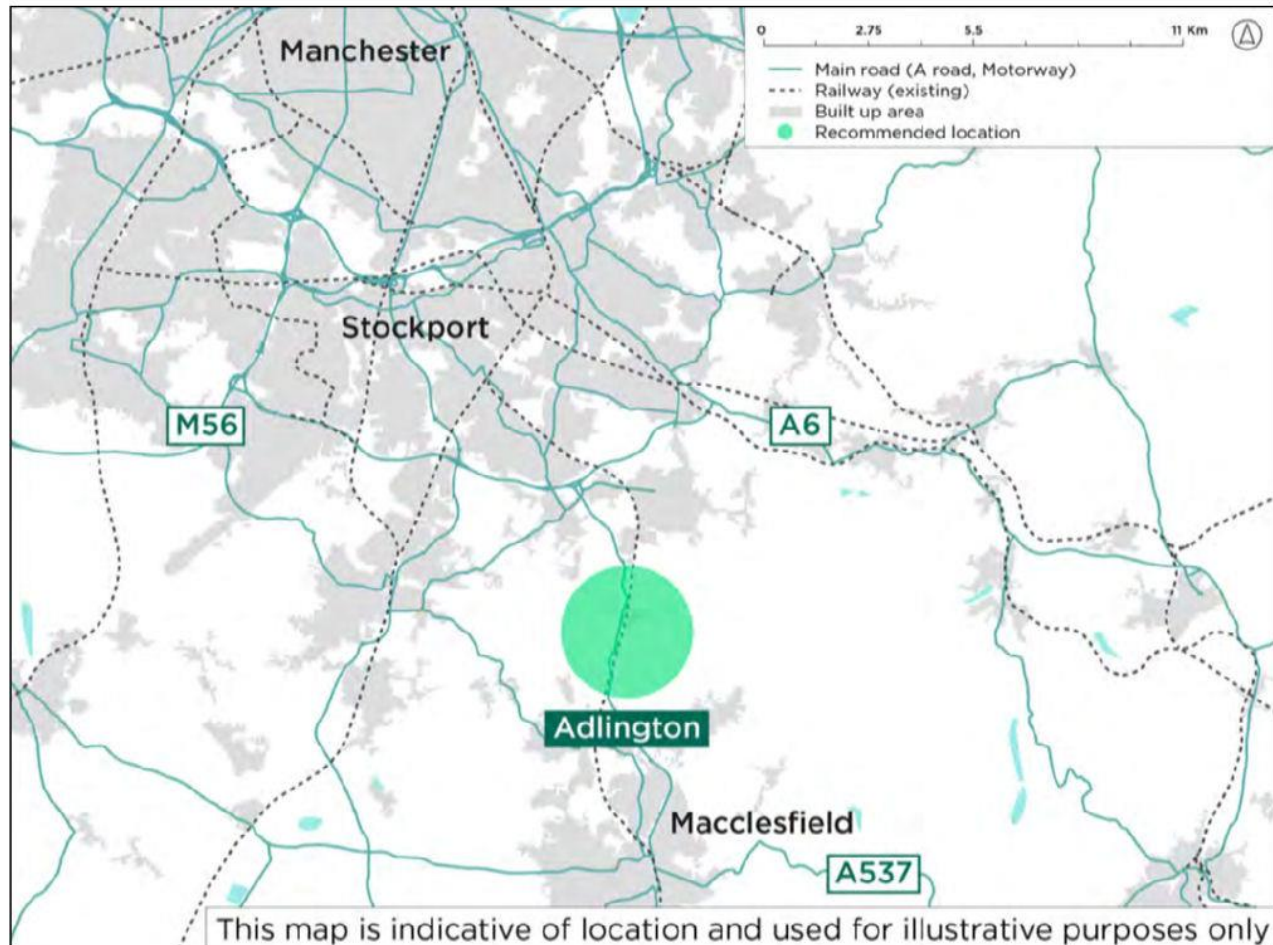 Manchester
0 2.75 5.5 11 Km
Main road (A road, Motorway)
Railway (existing)
Built up area
Recommended location
Stockport
M56
A6
Adlington
Macclesfield
A537
This map is indicative of location and used for illustrative purposes only